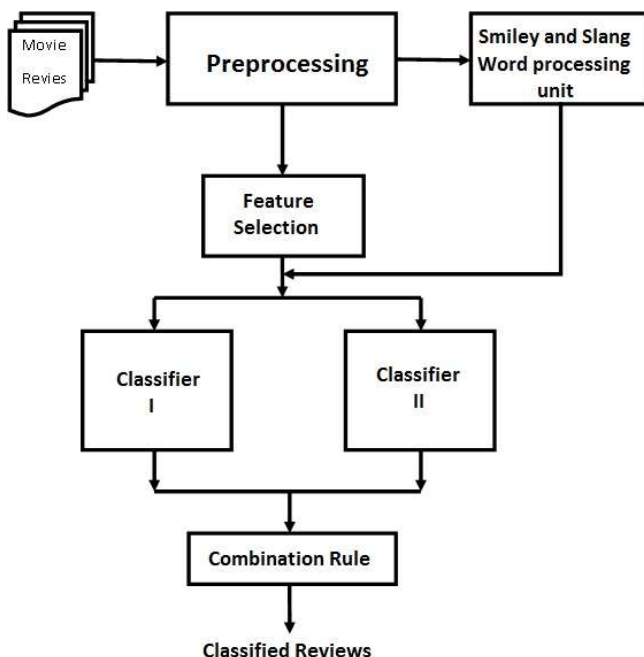 Movie
Revies
Preprocessing
Smiley and Slang
Word processing
unit
Feature
Selection
Classifier
I
Classifier
II
Combination Rule
Classified Reviews